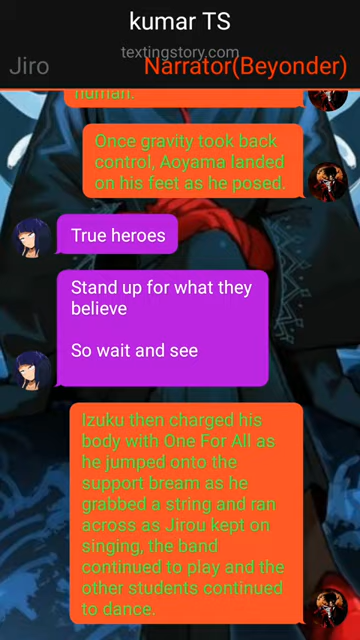 kumar TS
textingstory.com
Jiro
Narrator(Beyonder)
human.
Once gravity took back
control, Aoyama landed
on his feet as he posed.
True heroes
Stand up for what they
believe
So wait and see
Izuku then charged his
body with One For All as
he jumped onto the
support bream as he
grabbed a string and ran
across as Jirou kept on
singing, the band
continued to play and the
other students continued
to dance.